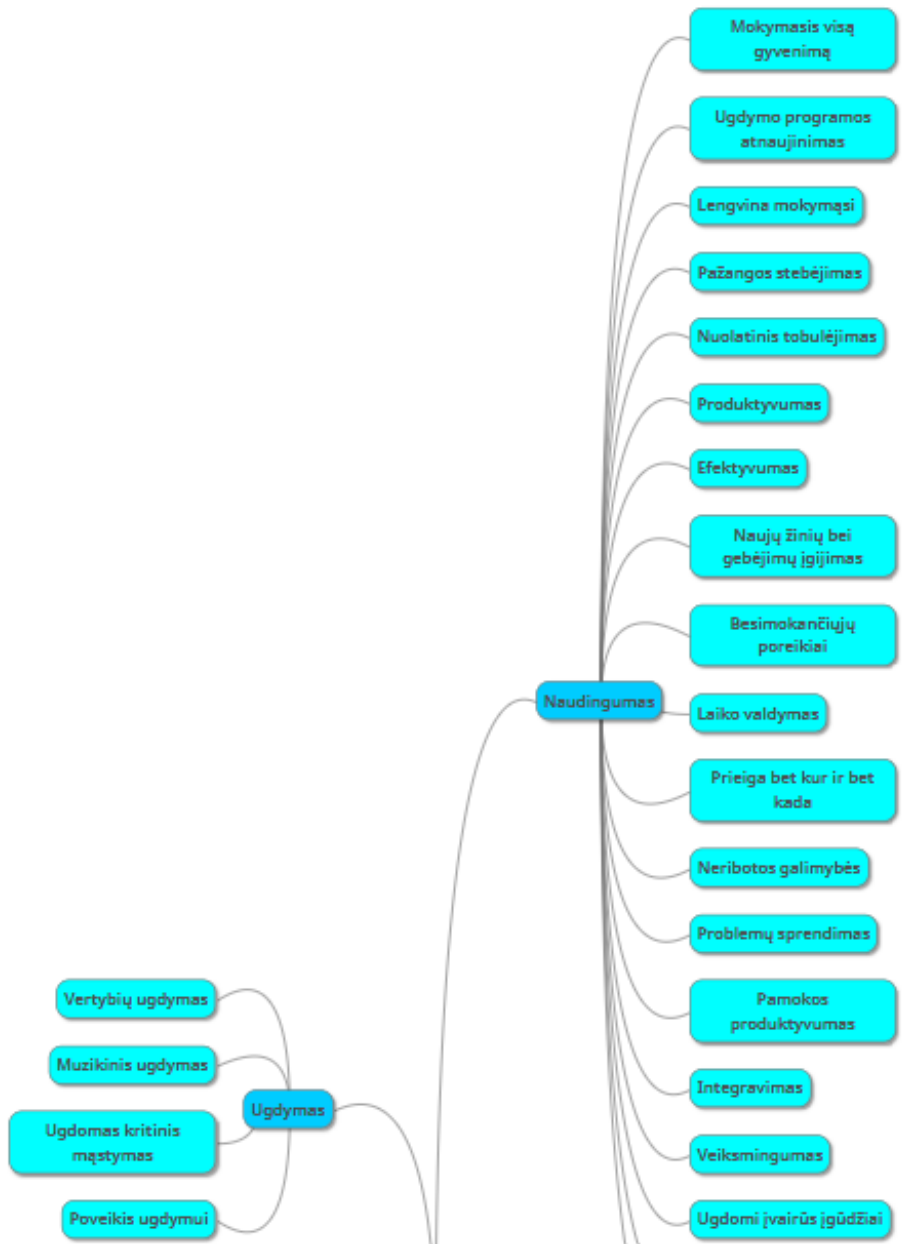 Mokymasis visą
gyvenimą
Ugdymo programos
atnaujinimas
Lengvina mokymąsi
Pažangos stebėjimas
Nuolatinis tobulėjimas
Produktyvumas
Efektyvumas
Naujų žinių bei
gebėjimų įgijimas
Besimokančiųjų
poreikiai
Naudingumas
Laiko valdymas
Prieiga bet kur ir bet
kada
Neribotos galimybės
Problemų sprendimas
Pamokos
produktyvumas
Integravimas
Veiksmingumas
Ugdomi įvairūs įgūdžiai
Vertybių ugdymas
Muzikinis ugdymas
Ugdymas
Ugdomas kritinis
mąstymas
Poveikis ugdymui